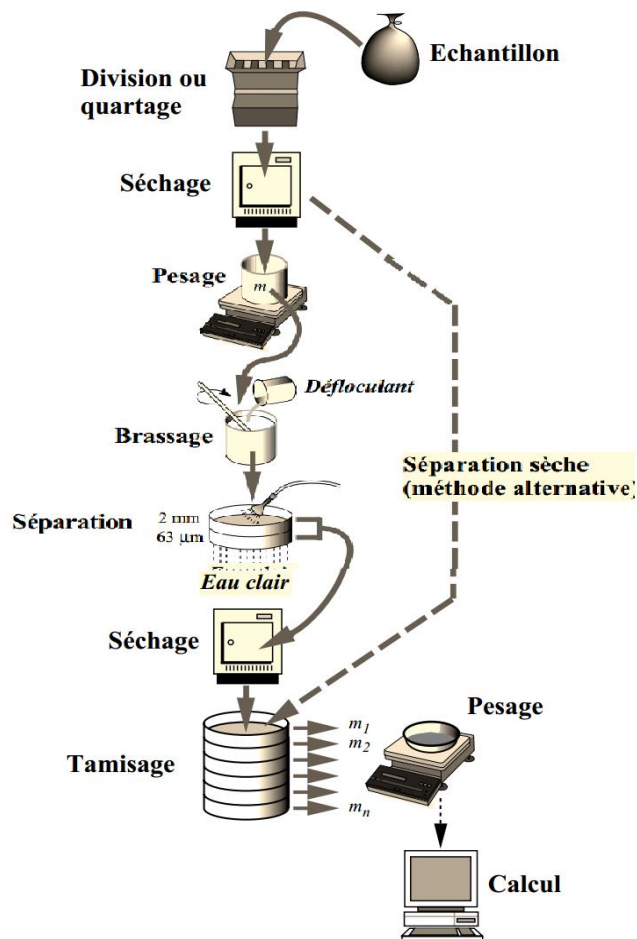 Echantillon
Division ou
quartage
Séchage
Pesage
m
Défloculant
Brassage
Séparation sèche
(méthode alternative)
Séparation
2 mm
63 µm
Eau clair
Séchage
Pesage
m1
m2
Tamisage
mn
Calcul